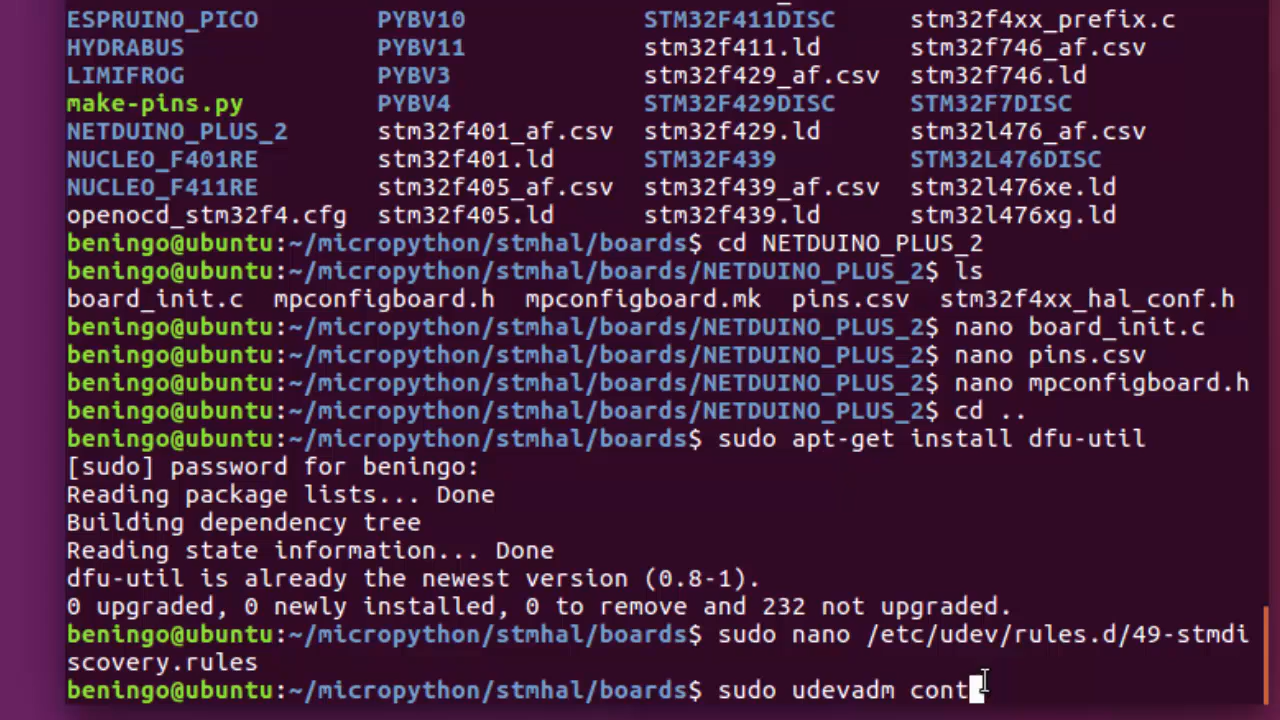 ESPRUINO_PICO PYBV10 STM32F411DISC stm32f4xx_prefix.c
HYDRABUS PYBV11 stm32f411.ld stm32f746_af.csv
LIMIFROG PYBV3 stm32f429_af.csv stm32f746.ld
make-pins.py PYBV4 STM32F429DISC STM32F7DISC
NETDUINO_PLUS_2 stm32f401_af.csv stm32f429.ld stm32l476_af.csv
NUCLEO_F401RE stm32f401.ld STM32F439 STM32L476DISC
NUCLEO_F411RE stm32f405_af.csv stm32f439_af.csv stm32l476xe.ld
openocd_stm32f4.cfg stm32f405.ld stm32f439.ld stm32l476xg.ld
beningo@ubuntu:~/micropython/stmhal/boards$ cd NETDUINO_PLUS_2
beningo@ubuntu:~/micropython/stmhal/boards/NETDUINO_PLUS_2$ ls
board_init.c mpconfigboard.h mpconfigboard.mk pins.csv stm32f4xx_hal_conf.h
beningo@ubuntu:~/micropython/stmhal/boards/NETDUINO_PLUS_2$ nano board_init.c
beningo@ubuntu:~/micropython/stmhal/boards/NETDUINO_PLUS_2$ nano pins.csv
beningo@ubuntu:~/micropython/stmhal/boards/NETDUINO_PLUS_2$ nano mpconfigboard.h
beningo@ubuntu:~/micropython/stmhal/boards/NETDUINO_PLUS_2$ cd ..
beningo@ubuntu:~/micropython/stmhal/boards$ sudo apt-get install dfu-util
[sudo] password for beningo:
Reading package lists... Done
Building dependency tree
Reading state information... Done
dfu-util is already the newest version (0.8-1).
0 upgraded, 0 newly installed, 0 to remove and 232 not upgraded.
beningo@ubuntu:~/micropython/stmhal/boards$ sudo nano /etc/udev/rules.d/49-stmdi
scovery.rules
beningo@ubuntu:~/micropython/stmhal/boards$ sudo udevadm cont